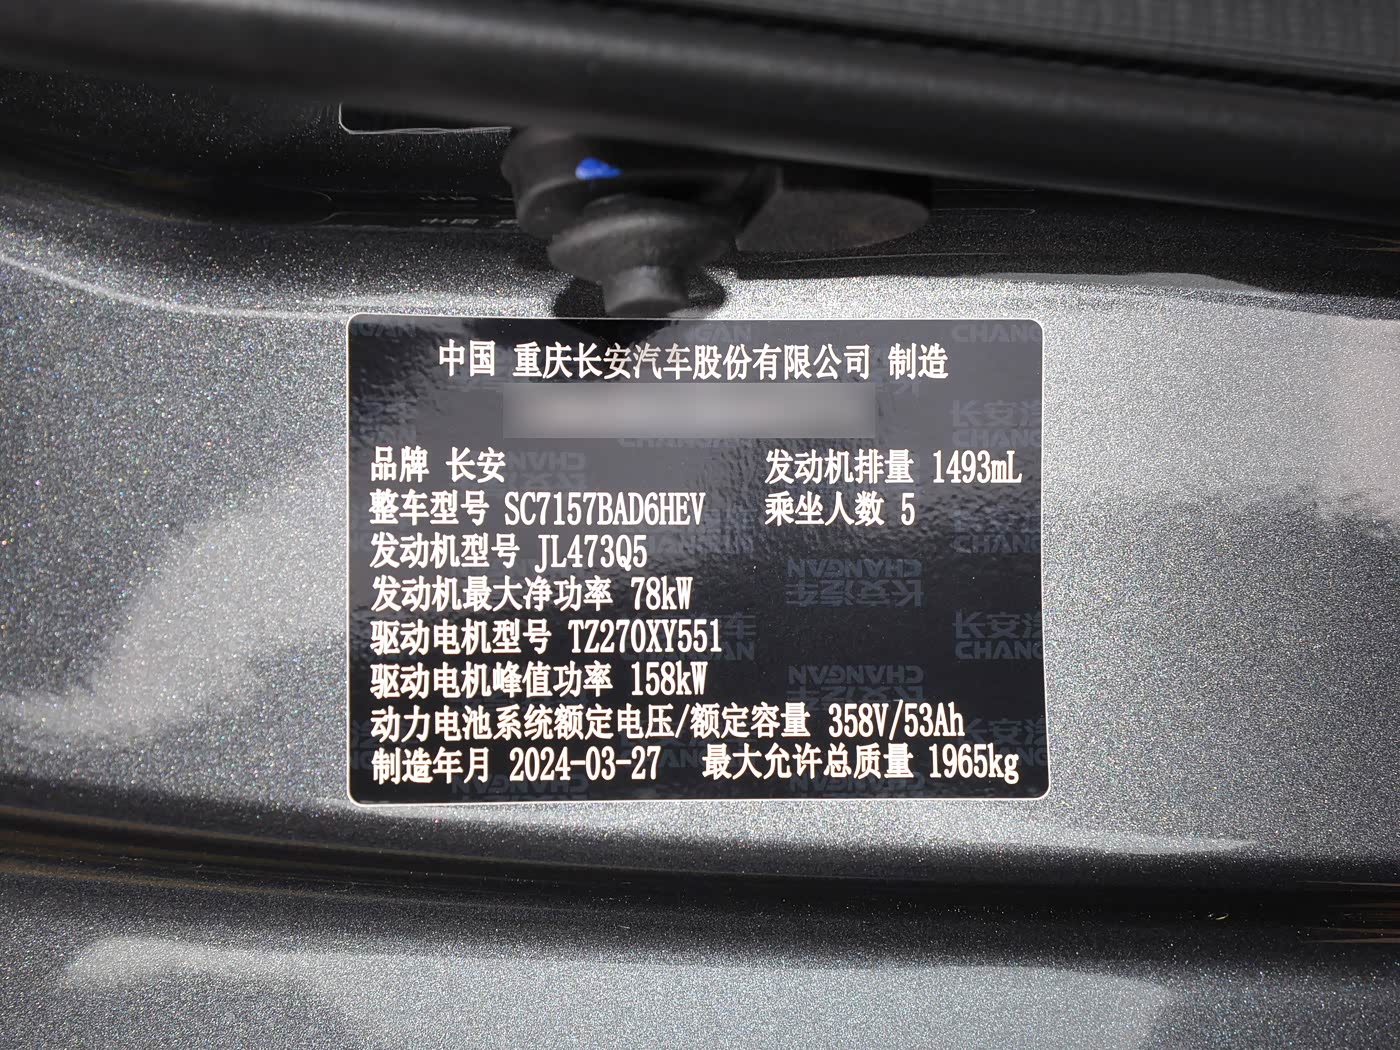 中国 重庆长安汽车股份有限公司 制造
品牌 长安 发动机排量 1493mL
整车型号 SC7157BAD6HEV 乘坐人数 5
发动机型号 JL473Q5
发动机最大净功率 78kW
驱动电机型号 TZ270XY551
驱动电机峰值功率 158kW
动力电池系统额定电压/额定容量 358V/53Ah
制造年月 2024-03-27 最大允许总质量 1965kg